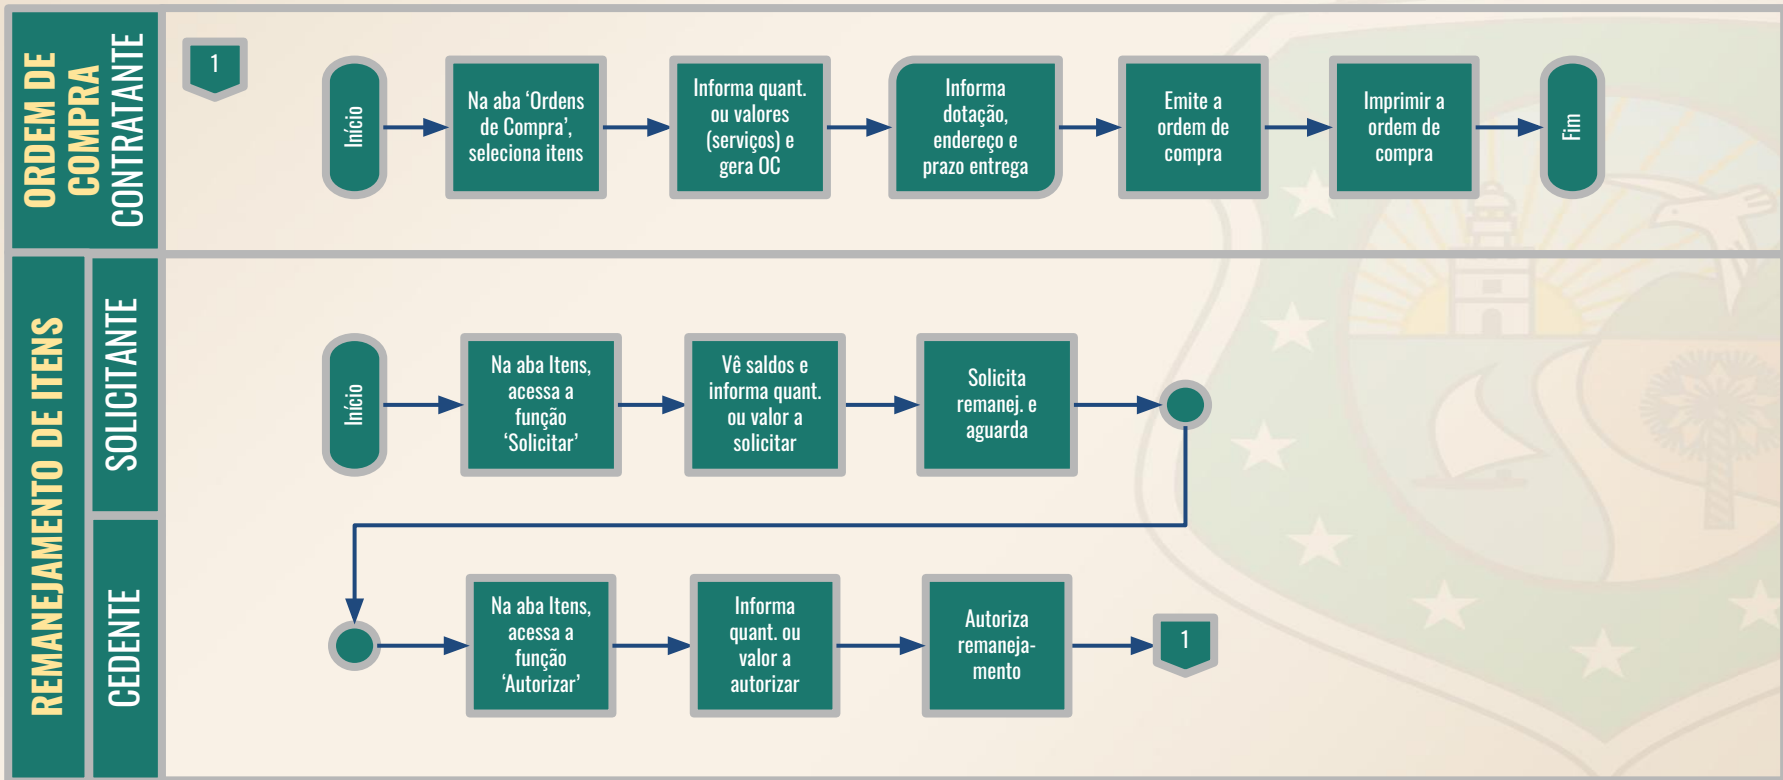 ORDEM DE
COMPRA
CONTRATANTE
1
Início
Na aba ‘Ordens
de Compra’,
seleciona itens
Informa quant.
ou valores
(serviços) e
gera OC
Informa
dotação,
endereço e
prazo entrega
Emite a
ordem de
compra
Imprimir a
ordem de
compra
Fim
REMANEJAMENTO DE ITENS
SOLICITANTE
Início
Na aba Itens,
acessa a
função
‘Solicitar’
Vê saldos e
informa quant.
ou valor a
solicitar
Solicita
remanej. e
aguarda
CEDENTE
Na aba Itens,
acessa a
função
‘Autorizar’
Informa
quant. ou
valor a
autorizar
Autoriza
remaneja-
mento
1